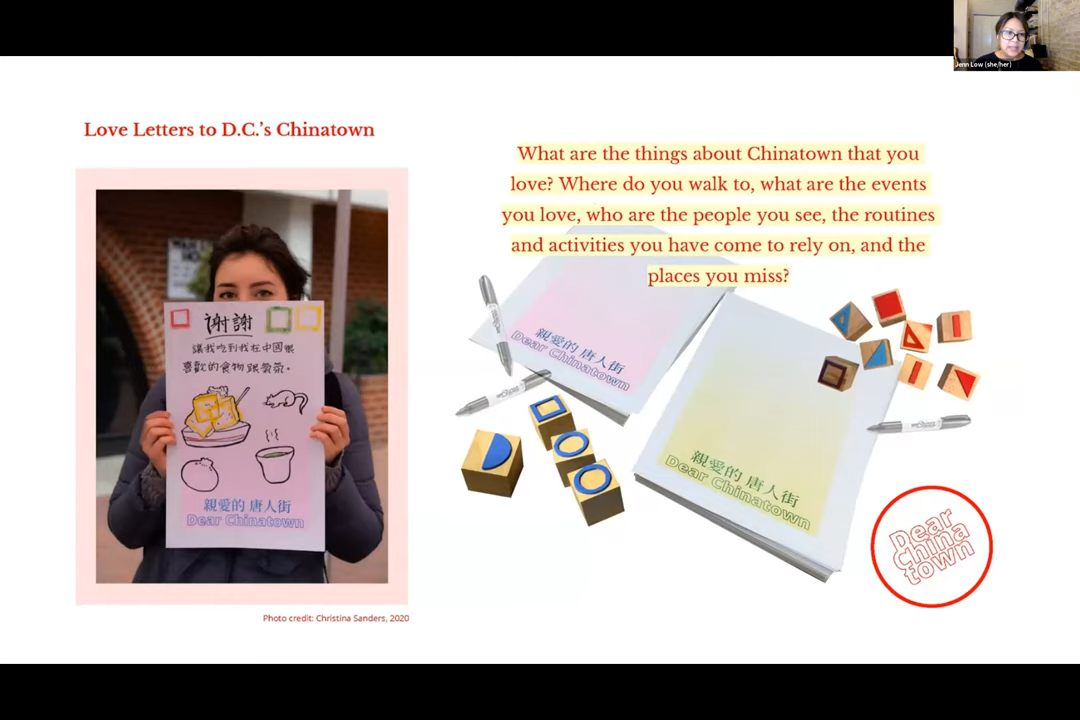 Jenn Low (she/her)
Love Letters to D.C.'s Chinatown
谢謝
讓我吃到我在中國很
喜歡的食物跟氣氛。
親愛的 唐人街
Dear Chinatown
Photo credit: Christina Sanders, 2020
What are the things about Chinatown that you
love? Where do you walk to, what are the events
you love, who are the people you see, the routines
and activities you have come to rely on, and the
places you miss?
親愛的 唐人街
Dear Chinatown
親愛的 唐人街
Dear Chinatown
Dear
China
town